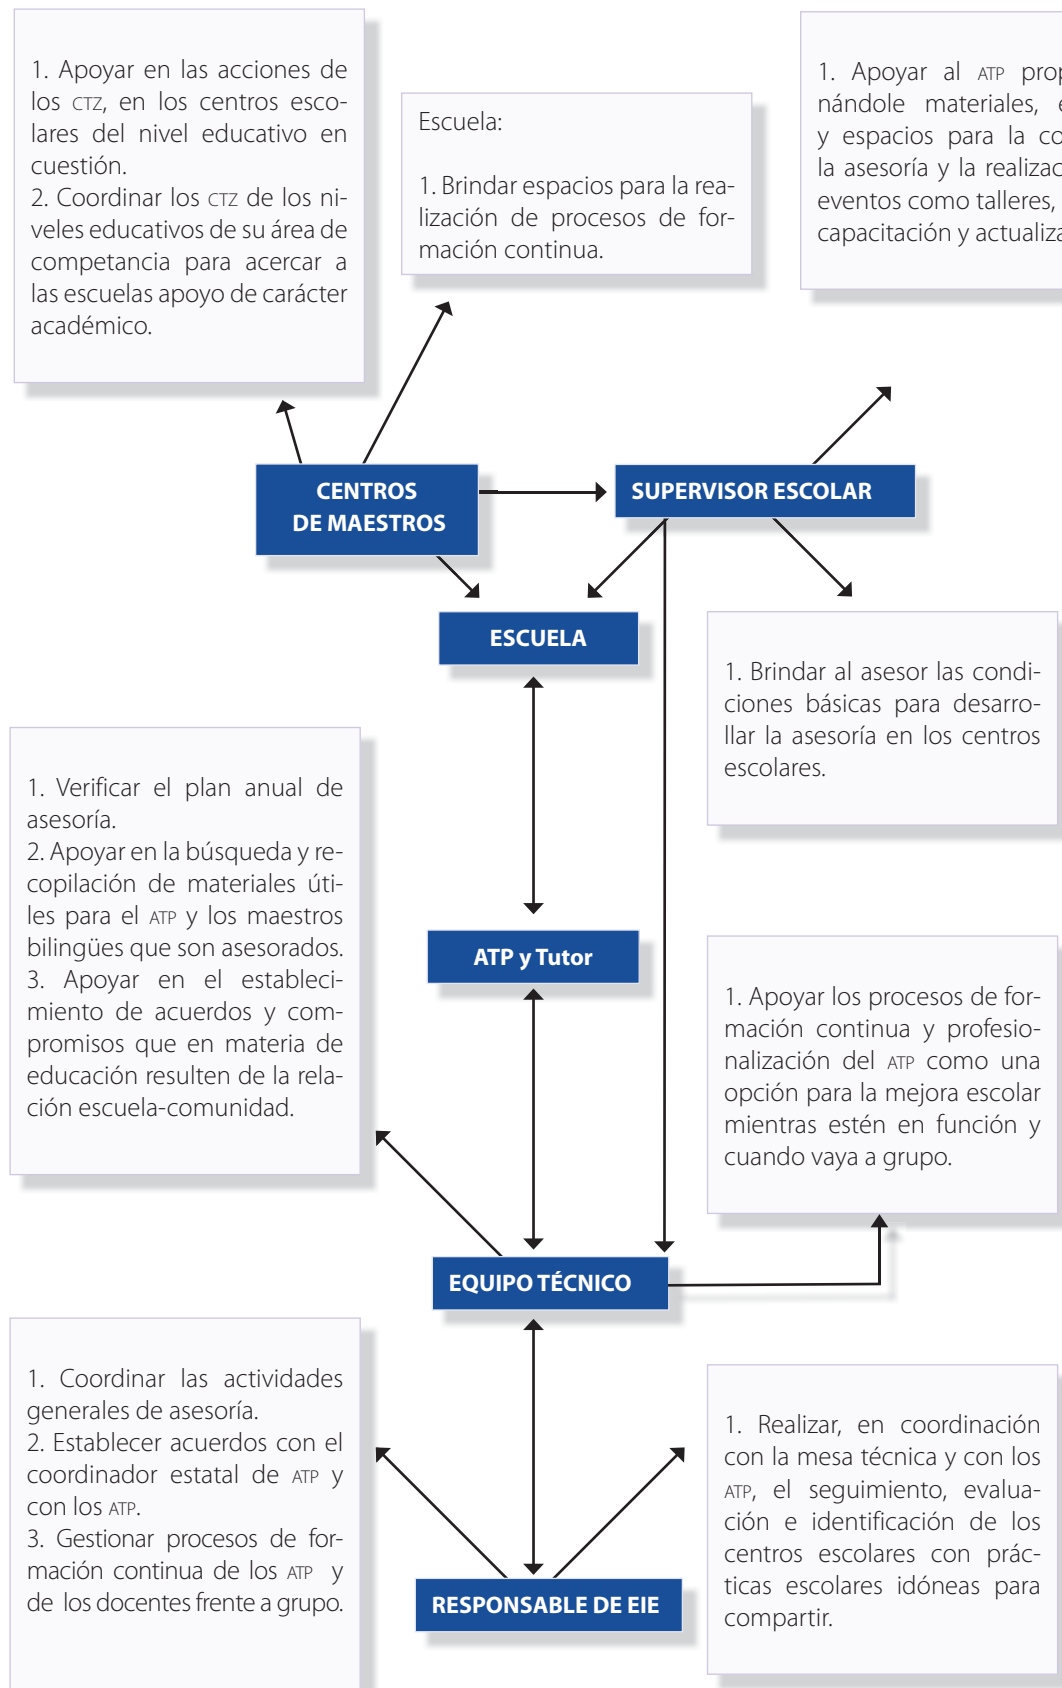 1. Apoyar en las acciones de
los CTZ, en los centros esco-
lares del nivel educativo en
cuestión.
2. Coordinar los CTZ de los ni-
veles educativos de su área de
competancia para acercar a
las escuelas apoyo de carácter
académico.
Escuela:
1. Brindar espacios para la rea-
lización de procesos de for-
mación continua.
1. Apoyar al ATP
nándole materiales,
y espacios para la
la asesoría y la
eventos como talleres,
capacitación y
CENTROS
DE MAESTROS
SUPERVISOR ESCOLAR
ESCUELA
1. Brindar al asesor las condi-
ciones básicas para desarro-
llar la asesoría en los centros
escolares.
1. Verificar el plan anual de
asesoría.
2. Apoyar en la búsqueda y re-
copilación de materiales úti-
les para el ATP y los maestros
bilingües que son asesorados.
3. Apoyar en el estableci-
miento de acuerdos y com-
promisos que en materia de
educación resulten de la rela-
ción escuela-comunidad.
ATP y Tutor
1. Apoyar los procesos de for-
mación continua y profesio-
nalización del ATP como una
opción para la mejora escolar
mientras estén en función y
cuando vaya a grupo.
EQUIPO TÉCNICO
1. Coordinar las actividades
generales de asesoría.
2. Establecer acuerdos con el
coordinador estatal de ATP y
con los ATP.
3. Gestionar procesos de for-
mación continua de los ATP y
de los docentes frente a grupo.
1. Realizar, en coordinación
con la mesa técnica y con los
ATP, el seguimiento, evalua-
ción e identificación de los
centros escolares con prác-
ticas escolares idóneas para
compartir.
RESPONSABLE DE EIE